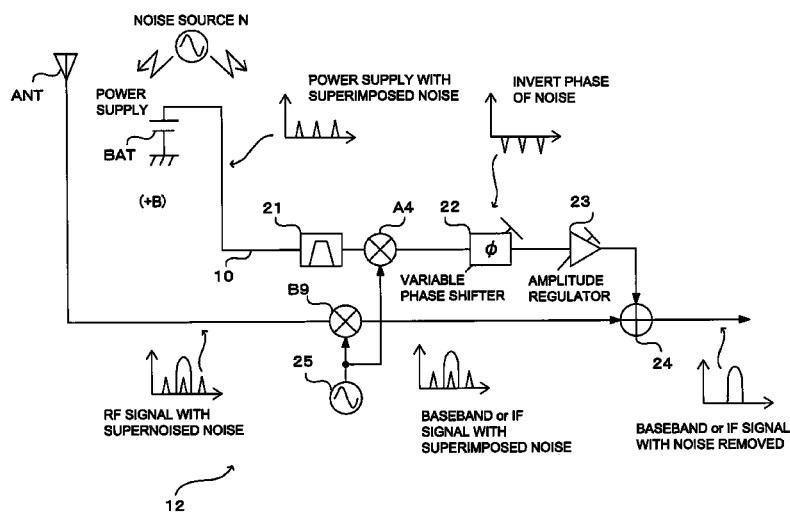 NOISE SOURCE N
ANT
POWER
SUPPLY
BAT
(+B)
POWER SUPPLY WITH
SUPERIMPOSED NOISE
INVERT PHASE
OF NOISE
10
21
A4
22
ϕ
23
VARIABLE
PHASE SHIFTER
AMPLITUDE
REGULATOR
B9
25
24
RF SIGNAL WITH
SUPERNOISED NOISE
BASEBAND or IF
SIGNAL WITH
SUPERIMPOSED NOISE
BASEBAND or IF SIGNAL
WITH NOISE REMOVED
12